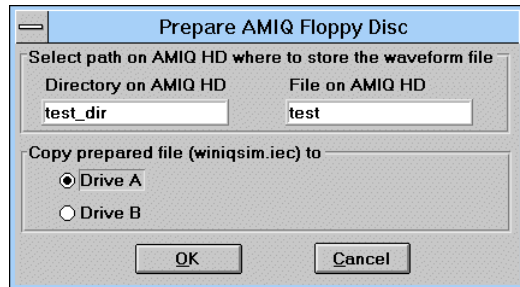 Prepare AMIQ Floppy Disc
Select path on AMIQ HD where to store the waveform file
Directory on AMIQ HD File on AMIQ HD
test_dir test
Copy prepared file (winiqsim.iec) to
Drive A
Drive B
OK Cancel